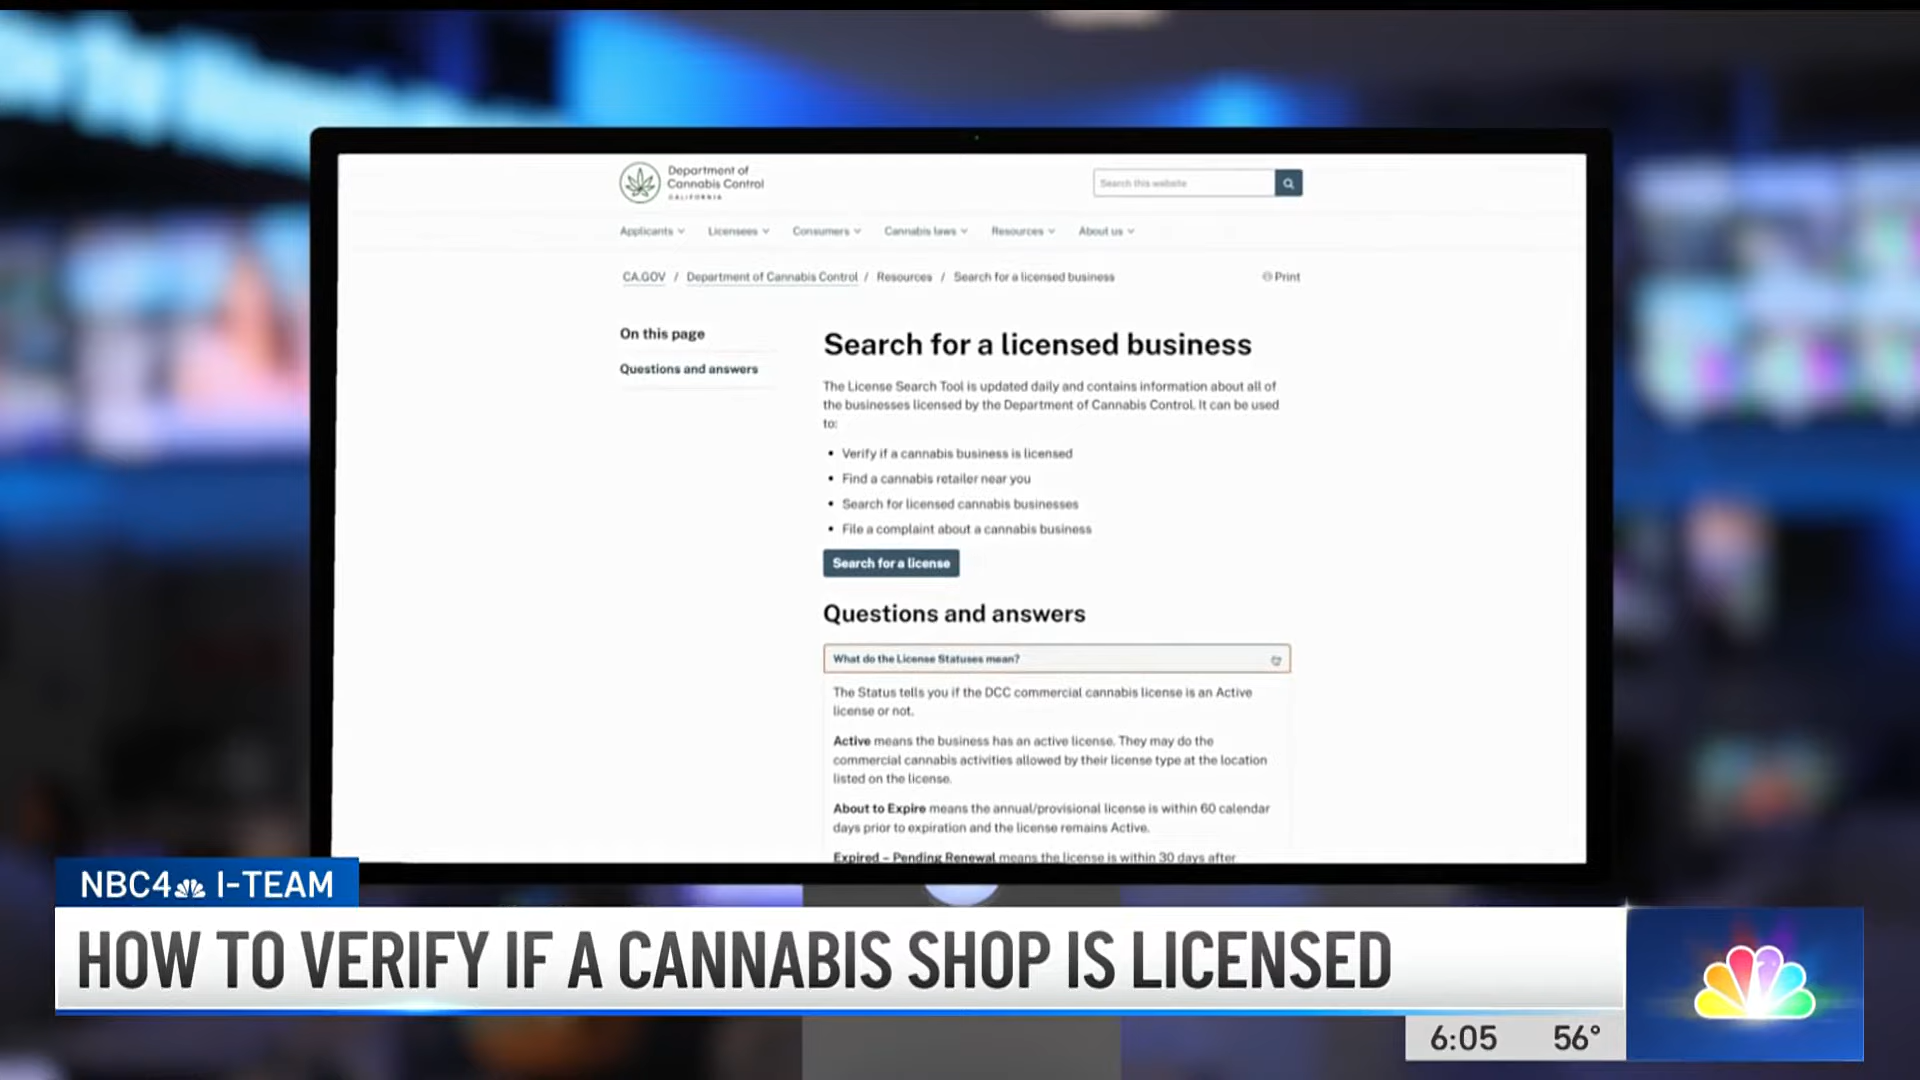 Department of
Cannabis Control
CALIFORNIA
Search this website
Applicants
Licensees
Consumers
Cannabis laws
Resources
About us
CA.GOV / Department of Cannabis Control / Resources / Search for a licensed business
Print
On this page
Questions and answers
Search for a licensed business
The License Search Tool is updated daily and contains information about all of
the businesses licensed by the Department of Cannabis Control. It can be used
to:
• Verify if a cannabis business is licensed
• Find a cannabis retailer near you
• Search for licensed cannabis businesses
• File a complaint about a cannabis business
Search for a license
Questions and answers
What do the License Statuses mean?
The Status tells you if the DCC commercial cannabis license is an Active
license or not.
Active means the business has an active license. They may do the
commercial cannabis activities allowed by their license type at the location
listed on the license.
About to Expire means the annual/provisional license is within 60 calendar
days prior to expiration and the license remains Active.
Expired – Pending Renewal means the license is within 30 days after
NBC4 I-TEAM
HOW TO VERIFY IF A CANNABIS SHOP IS LICENSED
6:05 56°